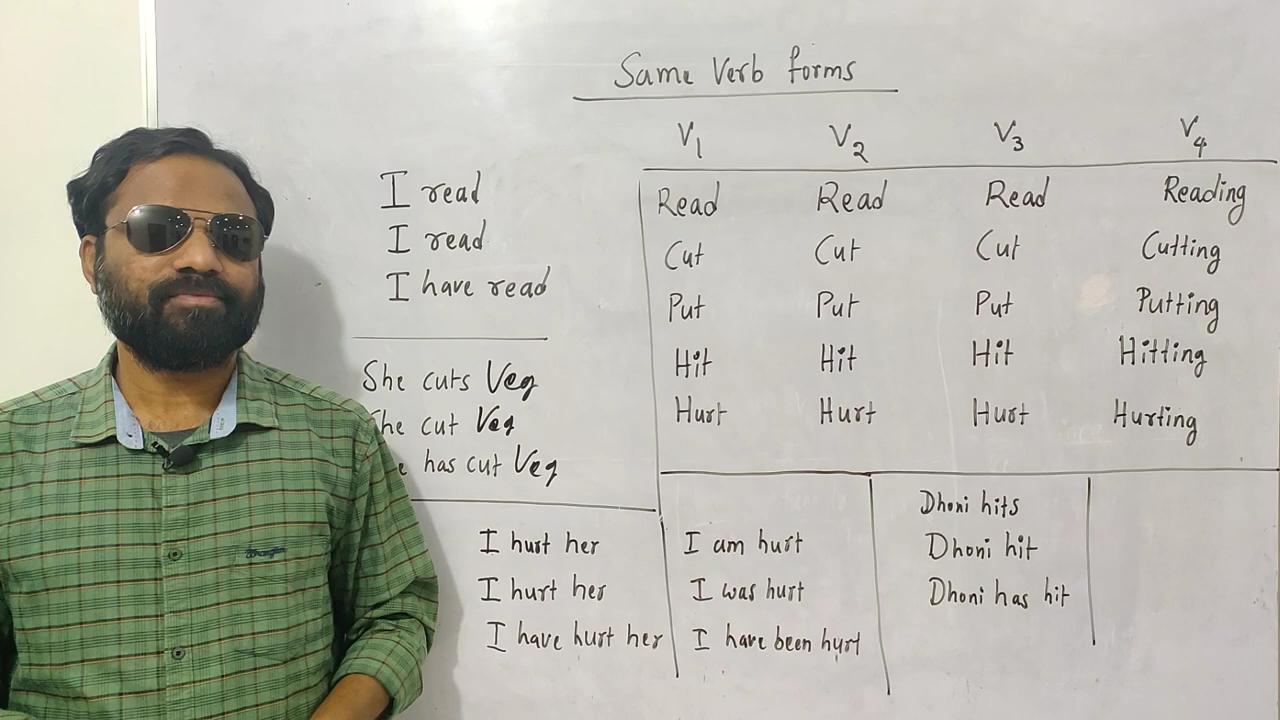 Same Verb forms
V1 V2 V3 V4
Read Read Read Reading
Cut Cut Cut Cutting
Put Put Put Putting
Hit Hit Hit Hitting
Hurt Hurt Hurt Hurting
I read
I read
I have read
She cuts Veg
She cut Veg
has cut Veg
I hurt her
I hurt her
I have hurt her
I am hurt
I was hurt
I have been hurt
Dhoni hits
Dhoni hit
Dhoni has hit
Wrangler